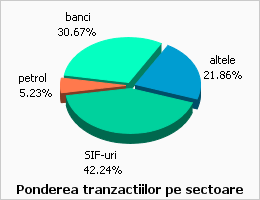 banci
30.67%
altele
21.86%
petrol
5.23%
SIF-uri
42.24%
Ponderea tranzactiilor pe sectoare